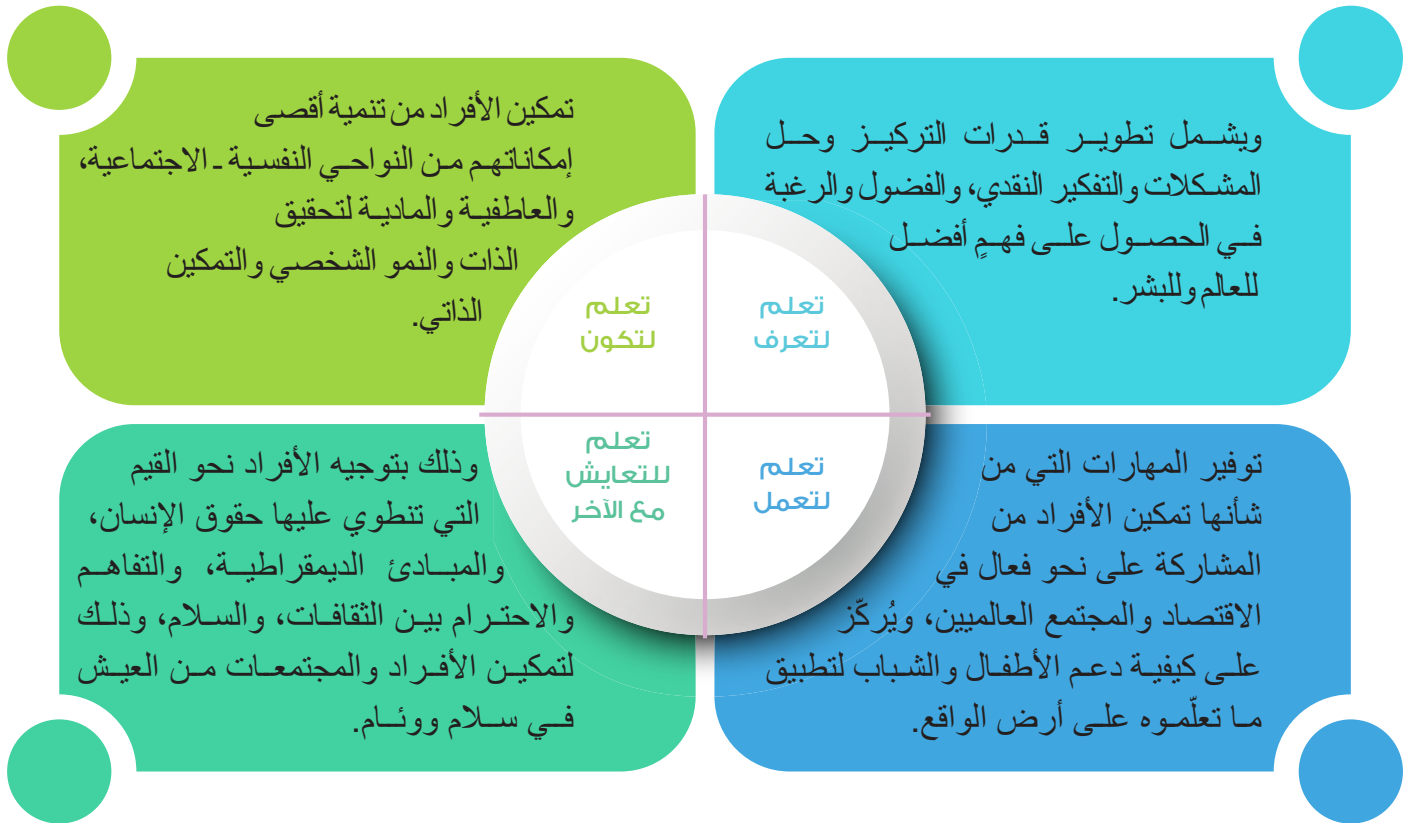 ويشمل تطوير قدرات التركيز وحل
المشكلات والتفكير النقدي، والفضول والرغبة
في الحصول على فهمٍ أفضل
للعالم وللبشر.
تعلم
لتعرف
تمكين الأفراد من تنمية أقصى
إمكاناتهم من النواحي النفسية ـ الاجتماعية،
والعاطفية والمادية لتحقيق
الذات والنمو الشخصي والتمكين
الذاتي.
تعلم
لتكون
توفير المهارات التي من
شأنها تمكين الأفراد من
المشاركة على نحو فعال في
الاقتصاد والمجتمع العالميين، ويُركّز
على كيفية دعم الأطفال والشباب لتطبيق
ما تعلّموه على أرض الواقع.
تعلم
لتعمل
وذلك بتوجيه الأفراد نحو القيم
التي تنطوي عليها حقوق الإنسان،
والمبادئ الديمقراطية، والتفاهم
والاحترام بين الثقافات، والسلام، وذلك
لتمكين الأفراد والمجتمعات من العيش
في سلام ووئام.
تعلم
للتعايش
مع الآخر